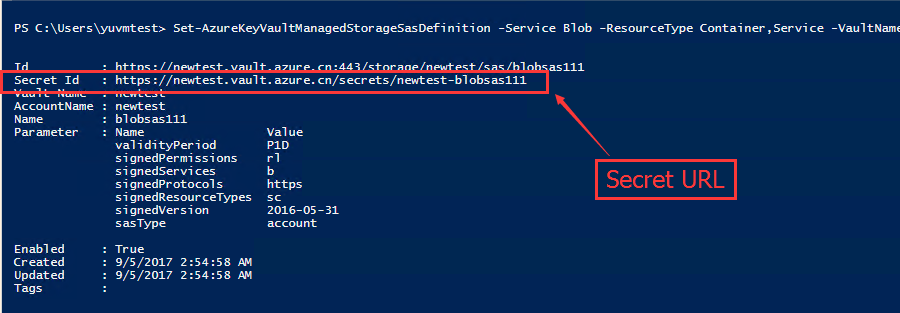 PS C:\Users\yuvmtest> Set-AzureKeyVaultManagedStorageSasDefinition -Service Blob -ResourceType Container,Service -VaultName
Id : https://newtest.vault.azure.cn:443/storage/newtest/sas/blobsas111
Secret Id : https://newtest.vault.azure.cn/secrets/newtest-blobsas111
Vault Name : newtest
AccountName : newtest
Name : blobsas111
Parameter : Name Value
validityPeriod P1D
signedPermissions rl
signedServices b
signedProtocols https
signedResourceTypes sc
signedVersion 2016-05-31
sasType account
Secret URL
Enabled : True
Created : 9/5/2017 2:54:58 AM
Updated : 9/5/2017 2:54:58 AM
Tags :